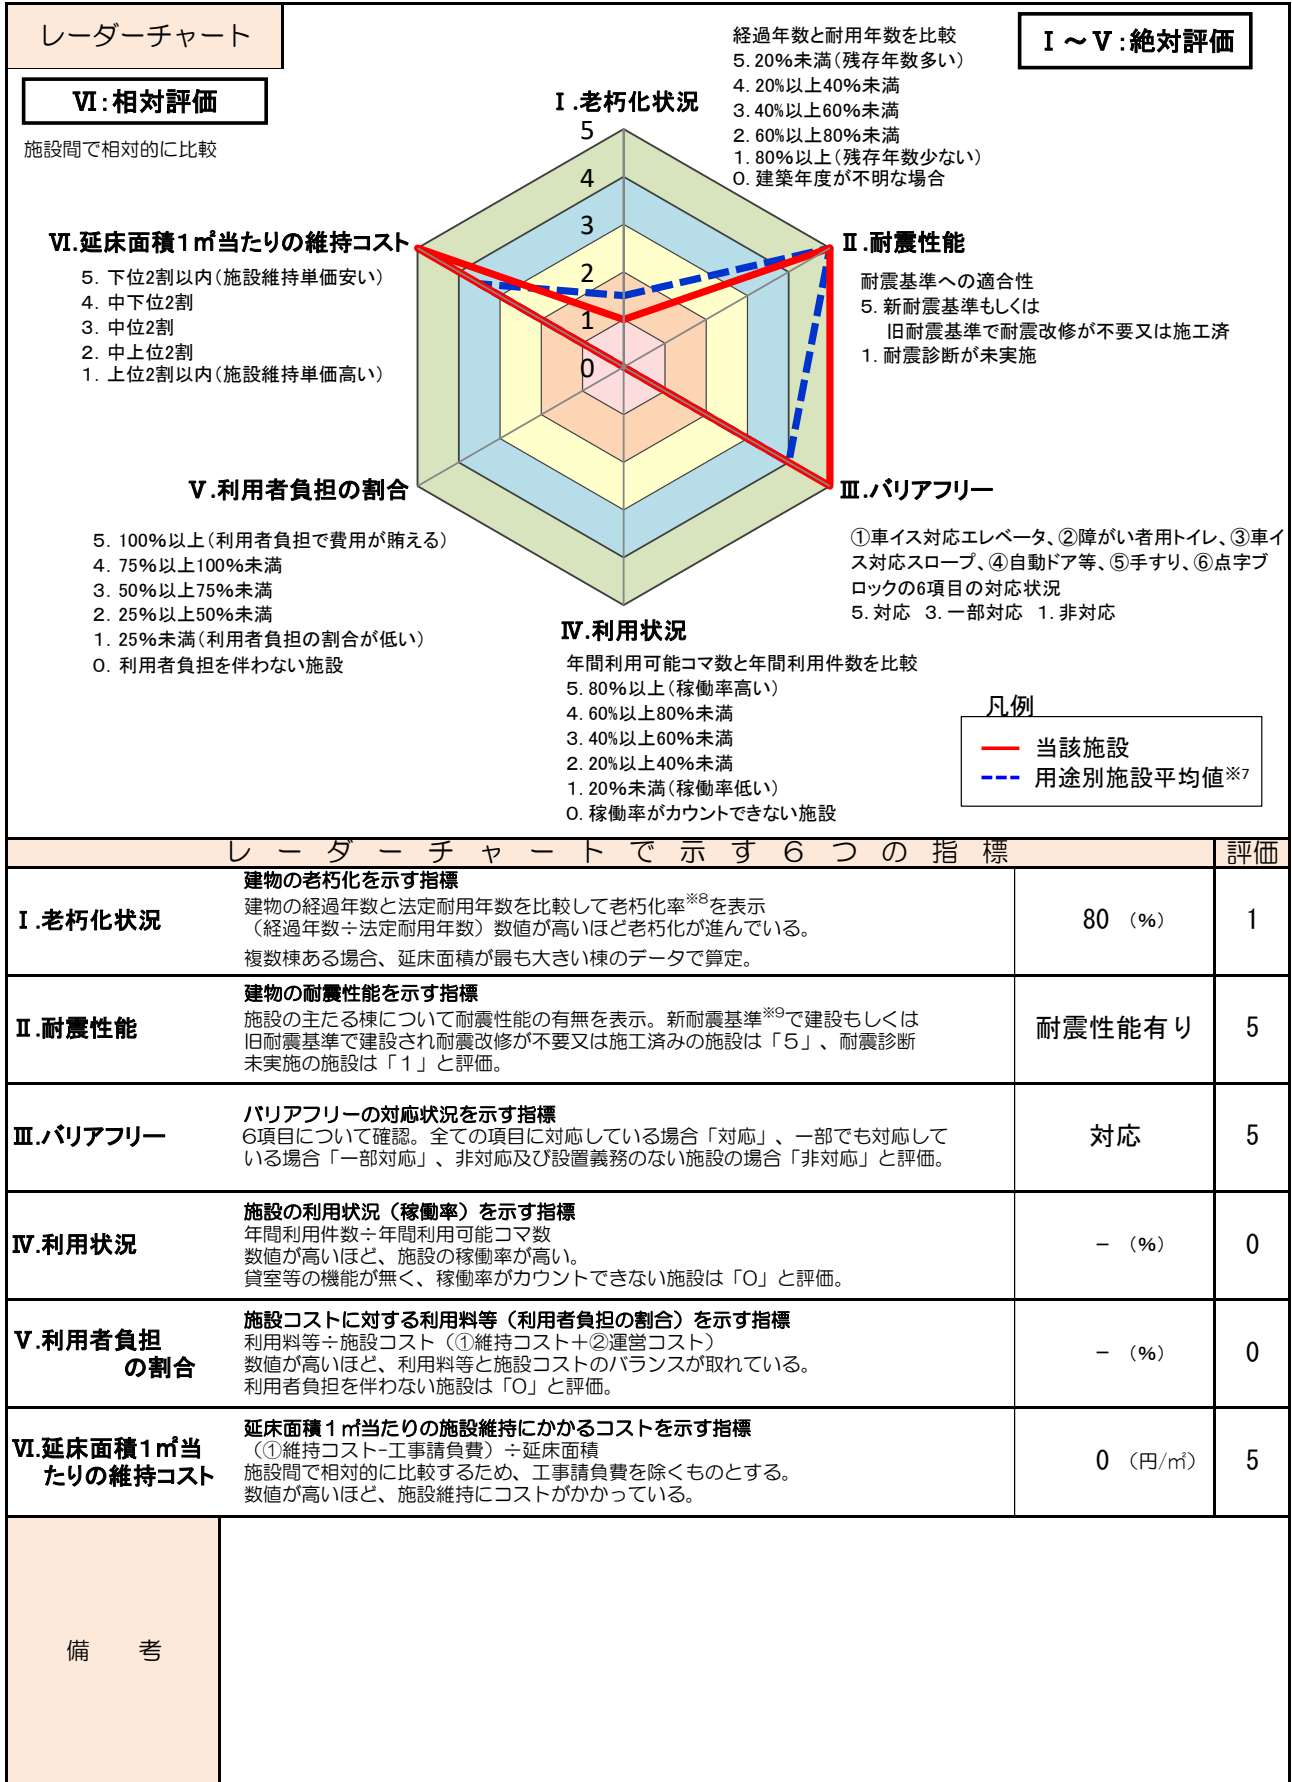 レーダーチャート
Ⅵ:相対評価
施設間で相対的に比較
Ⅰ～Ⅴ:絶対評価
経過年数と耐用年数を比較
5. 20%未満(残存年数多い)
4. 20%以上40%未満
3. 40%以上60%未満
2. 60%以上80%未満
1. 80%以上(残存年数少ない)
0. 建築年度が不明な場合
Ⅰ.老朽化状況
5
4
3
2
1
0
Ⅱ.耐震性能
耐震基準への適合性
5. 新耐震基準もしくは
旧耐震基準で耐震改修が不要又は施工済
1. 耐震診断が未実施
Ⅵ.延床面積1㎡当たりの維持コスト
5. 下位2割以内(施設維持単価安い)
4. 中下位2割
3. 中位2割
2. 中上位2割
1. 上位2割以内(施設維持単価高い)
Ⅴ.利用者負担の割合
5. 100%以上(利用者負担で費用が賄える)
4. 75%以上100%未満
3. 50%以上75%未満
2. 25%以上50%未満
1. 25%未満(利用者負担の割合が低い)
0. 利用者負担を伴わない施設
Ⅲ.バリアフリー
①車イス対応エレベータ、②障がい者用トイレ、③車イ
ス対応スロープ、④自動ドア等、⑤手すり、⑥点字ブ
ロックの6項目の対応状況
5. 対応 3. 一部対応 1. 非対応
Ⅳ.利用状況
年間利用可能コマ数と年間利用件数を比較
5. 80%以上(稼働率高い)
4. 60%以上80%未満
3. 40%以上60%未満
2. 20%以上40%未満
1. 20%未満(稼働率低い)
0. 稼働率がカウントできない施設
凡例
当該施設
用途別施設平均値※7
レーダーチャートで示す6つの指標 評価
Ⅰ.老朽化状況
建物の老朽化を示す指標
建物の経過年数と法定耐用年数を比較して老朽化率※8を表示
（経過年数÷法定耐用年数）数値が高いほど老朽化が進んでいる。
複数棟ある場合、延床面積が最も大きい棟のデータで算定。
80 （%） 1
Ⅱ.耐震性能
建物の耐震性能を示す指標
施設の主たる棟について耐震性能の有無を表示。新耐震基準※9で建設もしくは
旧耐震基準で建設され耐震改修が不要又は施工済みの施設は「5」、耐震診断
未実施の施設は「1」と評価。
耐震性能有り 5
Ⅲ.バリアフリー
バリアフリーの対応状況を示す指標
6項目について確認。全ての項目に対応している場合「対応」、一部でも対応して
いる場合「一部対応」、非対応及び設置義務のない施設の場合「非対応」と評価。
対応 5
Ⅳ.利用状況
施設の利用状況（稼働率）を示す指標
年間利用件数÷年間利用可能コマ数
数値が高いほど、施設の稼働率が高い。
貸室等の機能が無く、稼働率がカウントできない施設は「0」と評価。
－ （%） 0
Ⅴ.利用者負担
の割合
施設コストに対する利用料等（利用者負担の割合）を示す指標
利用料等÷施設コスト（①維持コスト＋②運営コスト）
数値が高いほど、利用料等と施設コストのバランスが取れている。
利用者負担を伴わない施設は「0」と評価。
－ （%） 0
Ⅵ.延床面積1㎡当
たりの維持コスト
延床面積1㎡当たりの施設維持にかかるコストを示す指標
（①維持コスト-工事請負費）÷延床面積
施設間で相対的に比較するため、工事請負費を除くものとする。
数値が高いほど、施設維持にコストがかかっている。
0 （円/㎡） 5
備 考